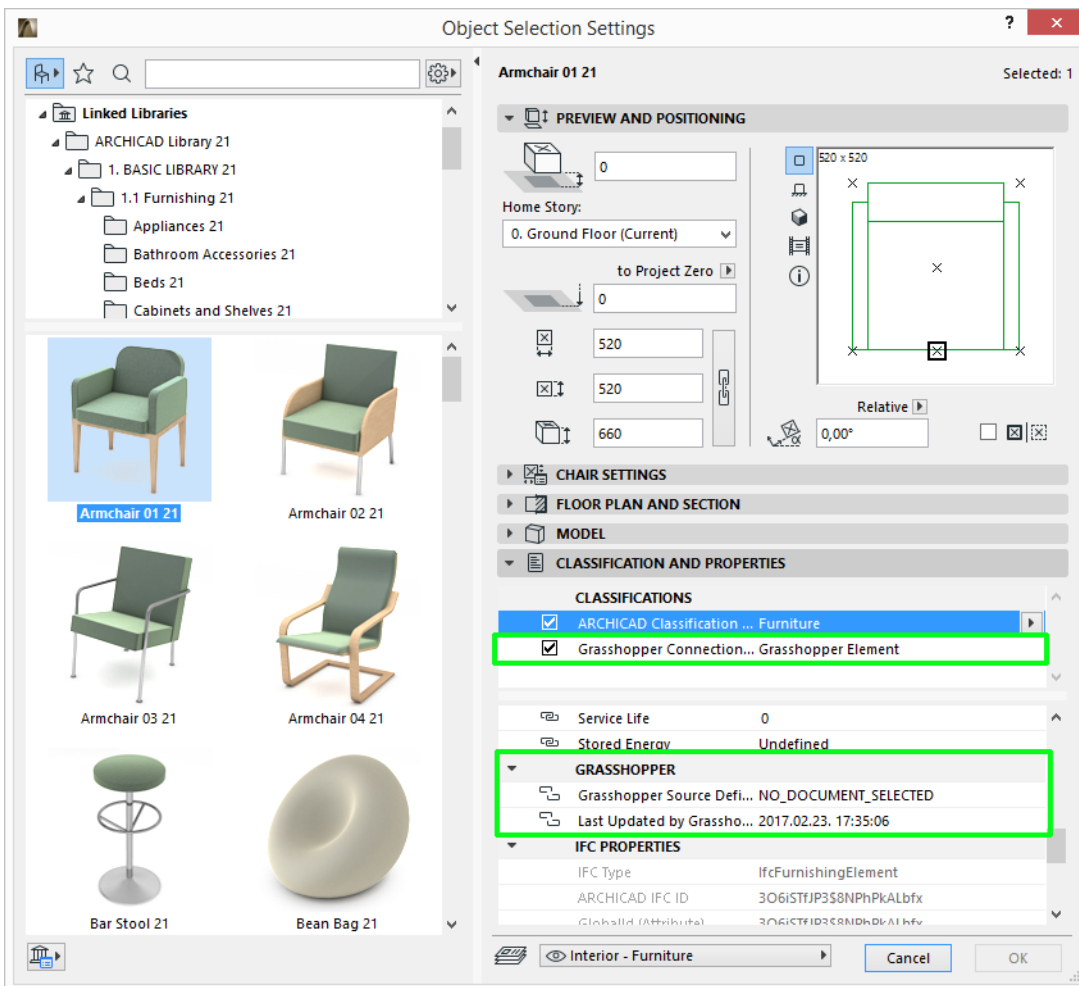 Object Selection Settings
?
×
Linked Libraries
ARCHICAD Library 21
1. BASIC LIBRARY 21
1.1 Furnishing 21
Appliances 21
Bathroom Accessories 21
Beds 21
Cabinets and Shelves 21
Armchair 01 21
Armchair 02 21
Armchair 03 21
Armchair 04 21
Bar Stool 21
Bean Bag 21
Armchair 01 21
Selected: 1
PREVIEW AND POSITIONING
0
Home Story:
0. Ground Floor (Current)
to Project Zero
0
520
520
660
520 x 520
Relative
α
0,00°
CHAIR SETTINGS
FLOOR PLAN AND SECTION
MODEL
CLASSIFICATION AND PROPERTIES
CLASSIFICATIONS
ARCHICAD Classification ... Furniture
Grasshopper Connection... Grasshopper Element
Service Life 0
Stored Energy Undefined
GRASSHOPPER
Grasshopper Source Defi... NO_DOCUMENT_SELECTED
Last Updated by Grassho... 2017.02.23. 17:35:06
IFC PROPERTIES
IFC Type IfcFurnishingElement
ARCHICAD IFC ID 3O6iSTfJP3$8NPhPkALbfx
GlobalId (Attribute) 3O6iSTfJP3$8NPhPkALbfx
Interior - Furniture
Cancel
OK